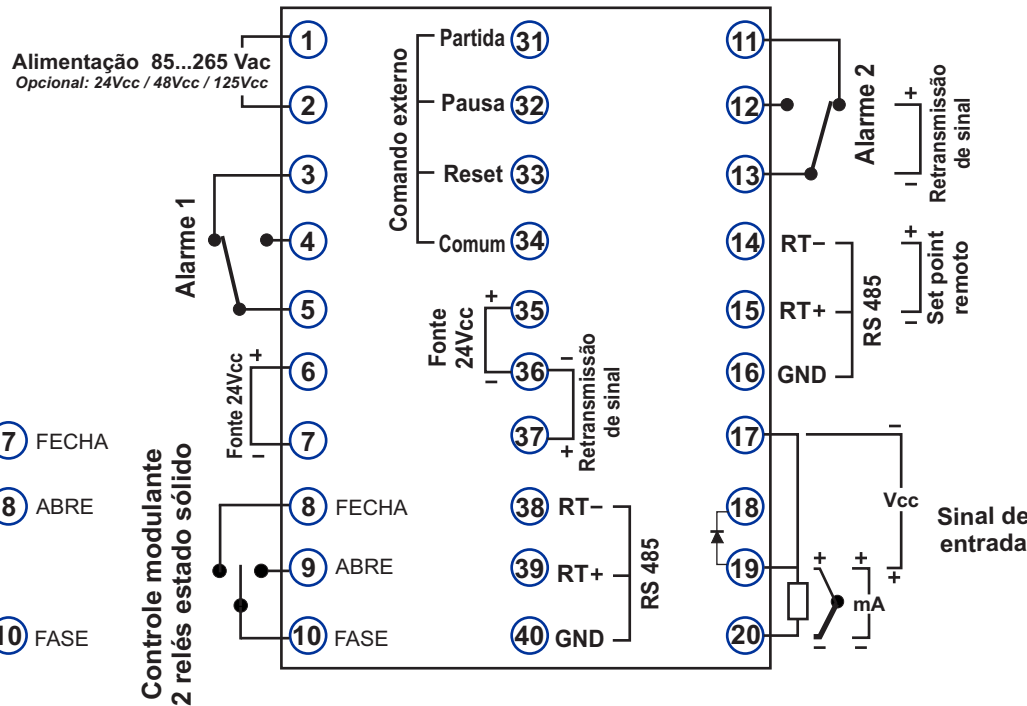 Alimentação 85...265 Vac
Opcional: 24Vcc / 48Vcc / 125Vcc
1
2
Alarme 1
3
4
5
Fonte 24Vcc
+
6
7
–
7 FECHA
8 ABRE
10 FASE
Controle modulante
2 relés estado sólido
8 FECHA
9 ABRE
10 FASE
Comando externo
Partida 31
Pausa 32
Reset 33
Comum 34
Fonte
24Vcc
+
–
35
36
37
–
+
Retransmissão
de sinal
38 RT–
39 RT+
40 GND
RS 485
11
12
13
Alarme 2
+
–
Retransmissão
de sinal
14 RT–
15 RT+
16 GND
RS 485
+
–
Set point
remoto
17
18
19
20
–
Vcc
+
+
–
+
mA
–
Sinal de
entrada